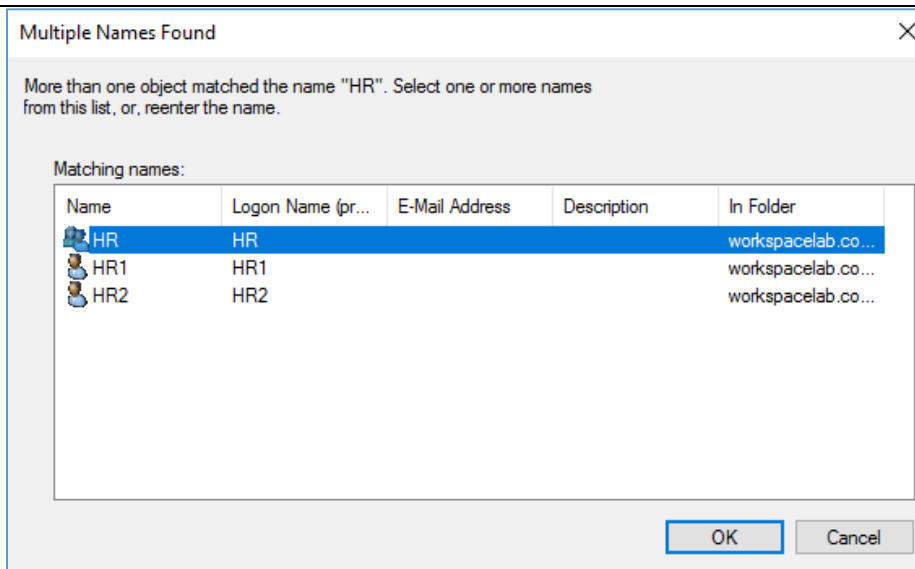 Multiple Names Found
More than one object matched the name "HR". Select one or more names
from this list, or, reenter the name.
Matching names:
Name Logon Name (pr... E-Mail Address Description In Folder
HR HR workspacelab.co...
HR1 HR1 workspacelab.co...
HR2 HR2 workspacelab.co...
OK Cancel